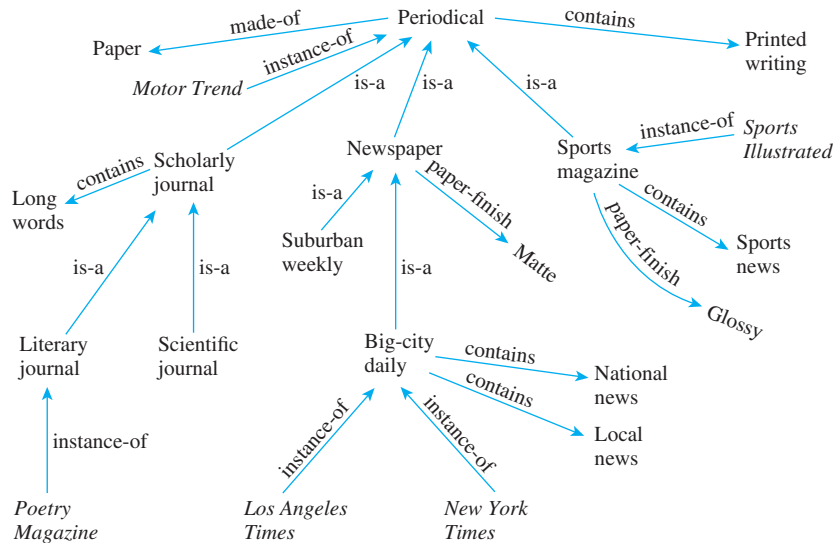 Periodical
made-of
contains
Paper
instance-of
Printed
writing
Motor Trend
is-a
is-a
is-a
instance-of
Sports
Illustrated
contains
Scholarly
journal
Newspaper
Sports
magazine
Long
words
is-a
paper-finish
contains
Suburban
weekly
paper-finish
Sports
news
is-a
is-a
is-a
Matte
Glossy
Literary
journal
Scientific
journal
Big-city
daily
contains
National
news
contains
Local
news
instance-of
instance-of
instance-of
Poetry
Magazine
Los Angeles
Times
New York
Times